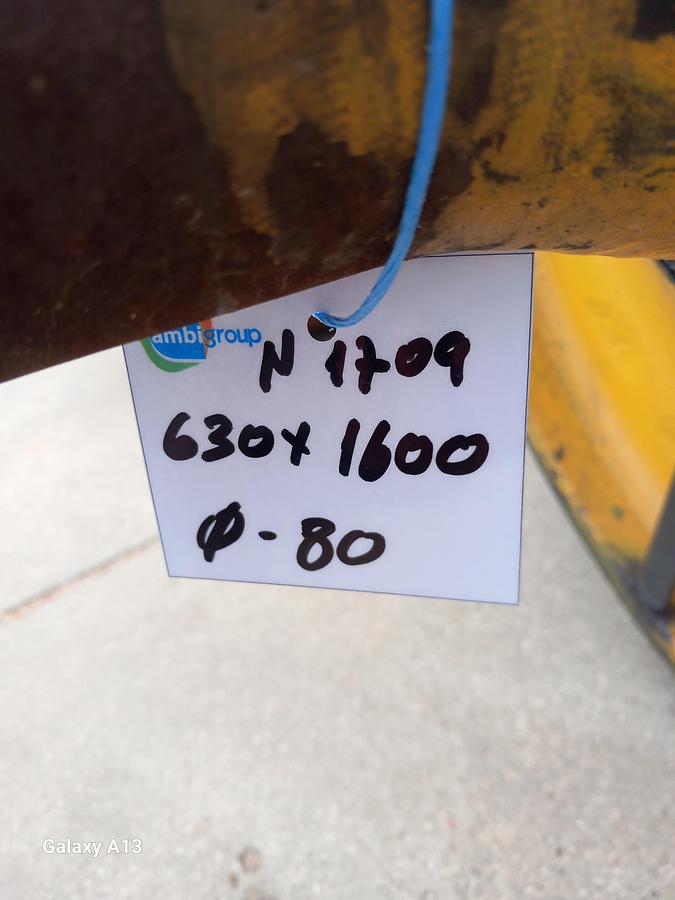 ambigroup
N 1709
630x 1600
Ø - 80
Galaxy A13